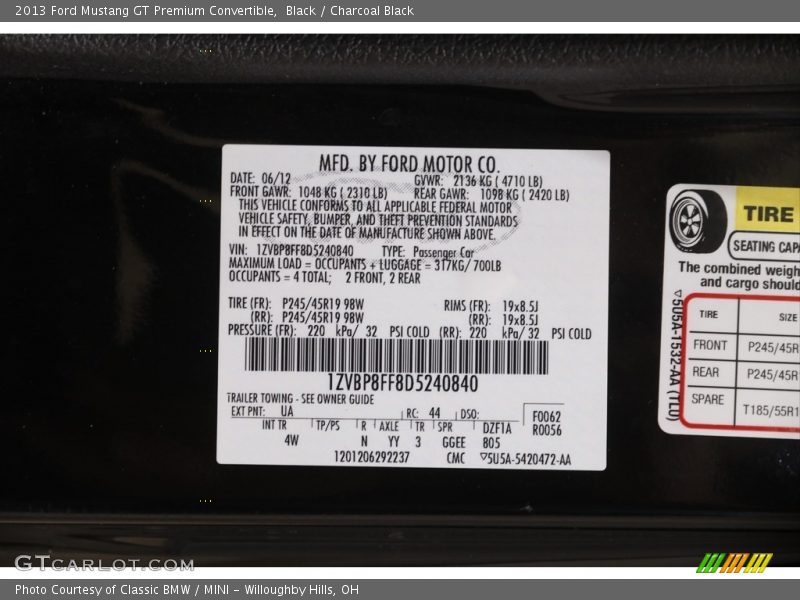 2013 Ford Mustang GT Premium Convertible,  Black / Charcoal Black
MFD. BY FORD MOTOR CO.
DATE: 06/12 GVWR: 2136 KG ( 4710 LB)
FRONT GAWR: 1048 KG ( 2310 LB) REAR GAWR: 1098 KG ( 2420 LB)
THIS VEHICLE CONFORMS TO ALL APPLICABLE FEDERAL MOTOR
VEHICLE SAFETY, BUMPER, AND THEFT PREVENTION STANDARDS
IN EFFECT ON THE DATE OF MANUFACTURE SHOWN ABOVE.
VIN: 1ZVBP8FF8D5240840 TYPE: Passenger Car
MAXIMUM LOAD = OCCUPANTS + LUGGAGE = 317KG/ 700LB
OCCUPANTS = 4 TOTAL; 2 FRONT, 2 REAR
TIRE (FR): P245/45R19 98W RIMS (FR): 19x8.5J
(RR): P245/45R19 98W (RR): 19x8.5J
PRESSURE (FR): 220 kPa/ 32 PSI COLD (RR): 220 kPa/ 32 PSI COLD
1ZVBP8FF8D5240840
TRAILER TOWING - SEE OWNER GUIDE
EXT PNT: UA RC: 44 DSO: F0062
INT TR TP/PS R AXLE TR SPR DZF1A R0056
4W N YY 3 GGEE 805
1201206292237 CMC ▽5U5A-5420472-AA
TIRE
SEATING CAPA
The combined weigh
and cargo should
▽5U5A-1532-AA (TL0)
TIRE SIZE
FRONT P245/45R
REAR P245/45R
SPARE T185/55R1
GTCARLOT.COM
Photo Courtesy of Classic BMW / MINI - Willoughby Hills, OH